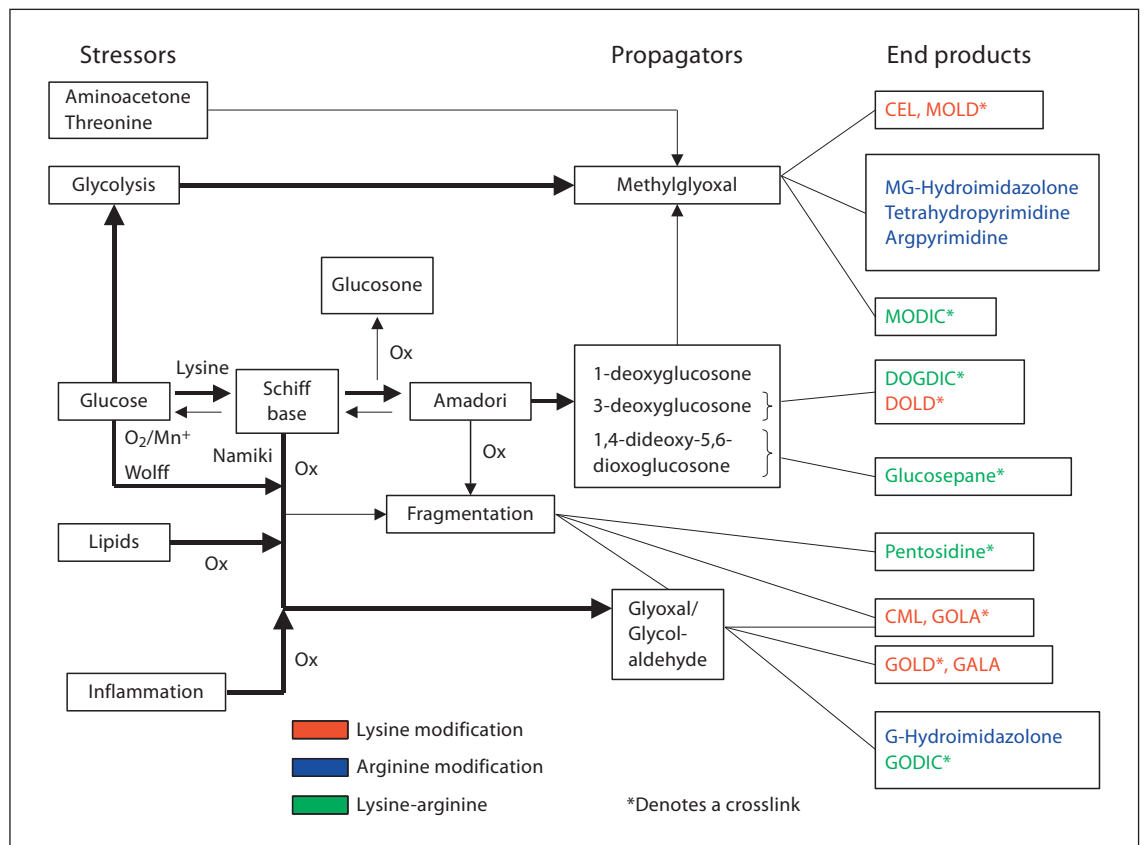 Stressors
Propagators
End products
Aminoacetone
Threonine
CEL, MOLD*
Glycolysis
Methylglyoxal
MG-Hydroimidazolone
Tetrahydropyrimidine
Argpyrimidine
Glucosone
MODIC*
Ox
Lysine
Glucose
Schiff
base
Amadori
1-deoxyglucosone
3-deoxyglucosone
1,4-dideoxy-5,6-
dioxoglucosone
DOGDIC*
DOLD*
O₂/Mn⁺
Wolff
Namiki
Ox
Ox
Glucosepane*
Fragmentation
Lipids
Ox
Pentosidine*
Glyoxal/
Glycol-
aldehyde
CML, GOLA*
Ox
GOLD*, GALA
Inflammation
G-Hydroimidazolone
GODIC*
Lysine modification
Arginine modification
Lysine-arginine
*Denotes a crosslink